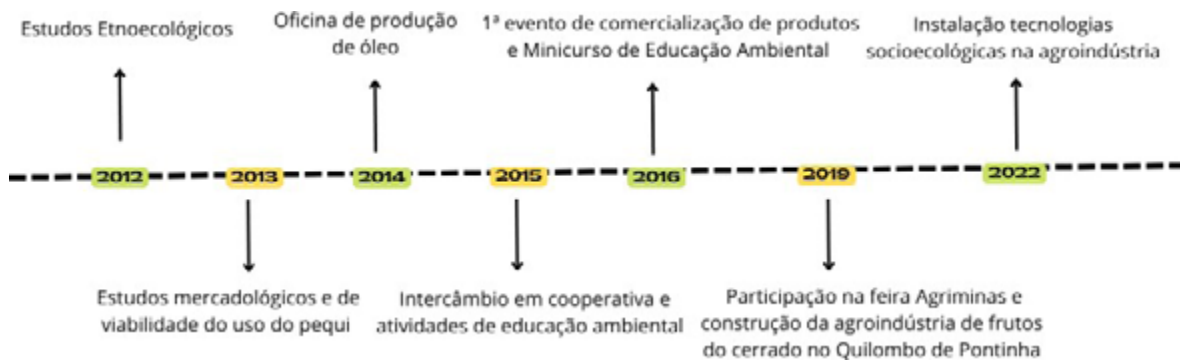 Estudos Etnoecológicos
Oficina de produção
de óleo
1ª evento de comercialização de produtos
e Minicurso de Educação Ambiental
Instalação tecnologias
socioecológicas na agroindústria
2012
2013
2014
2015
2016
2019
2022
Estudos mercadológicos e de
viabilidade do uso do pequi
Intercâmbio em cooperativa e
atividades de educação ambiental
Participação na feira Agriminas e
construção da agroindústria de frutos
do cerrado no Quilombo de Pontinha